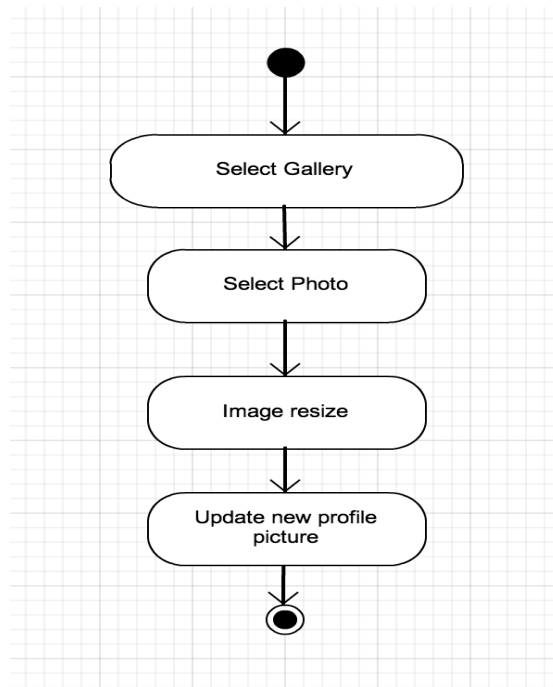 Select Gallery
Select Photo
Image resize
Update new profile
picture